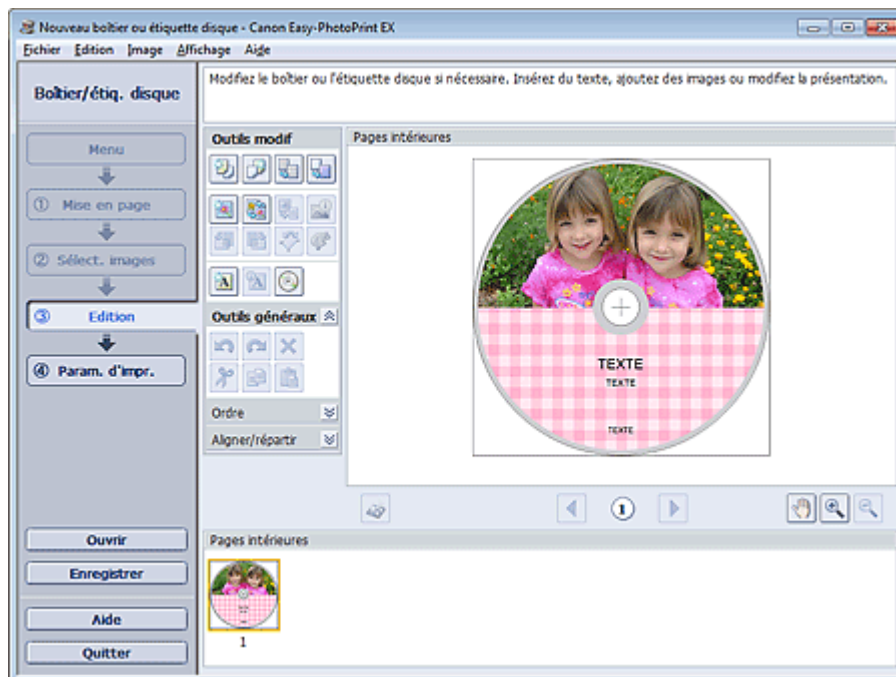 Nouveau boîtier ou étiquette disque - Canon Easy-PhotoPrint EX
Fichier Edition Image Affichage Aide
Boîtier/étiq. disque
Modifiez le boîtier ou l'étiquette disque si nécessaire. Insérez du texte, ajoutez des images ou modifiez la présentation.
Menu
① Mise en page
② Sélect. images
③ Edition
④ Param. d'impr.
Outils modif
Outils généraux
Ordre
Aligner/répartir
Pages intérieures
TEXTE
TEXTE
TEXTE
1
Ouvrir
Enregistrer
Aide
Quitter
Pages intérieures
1